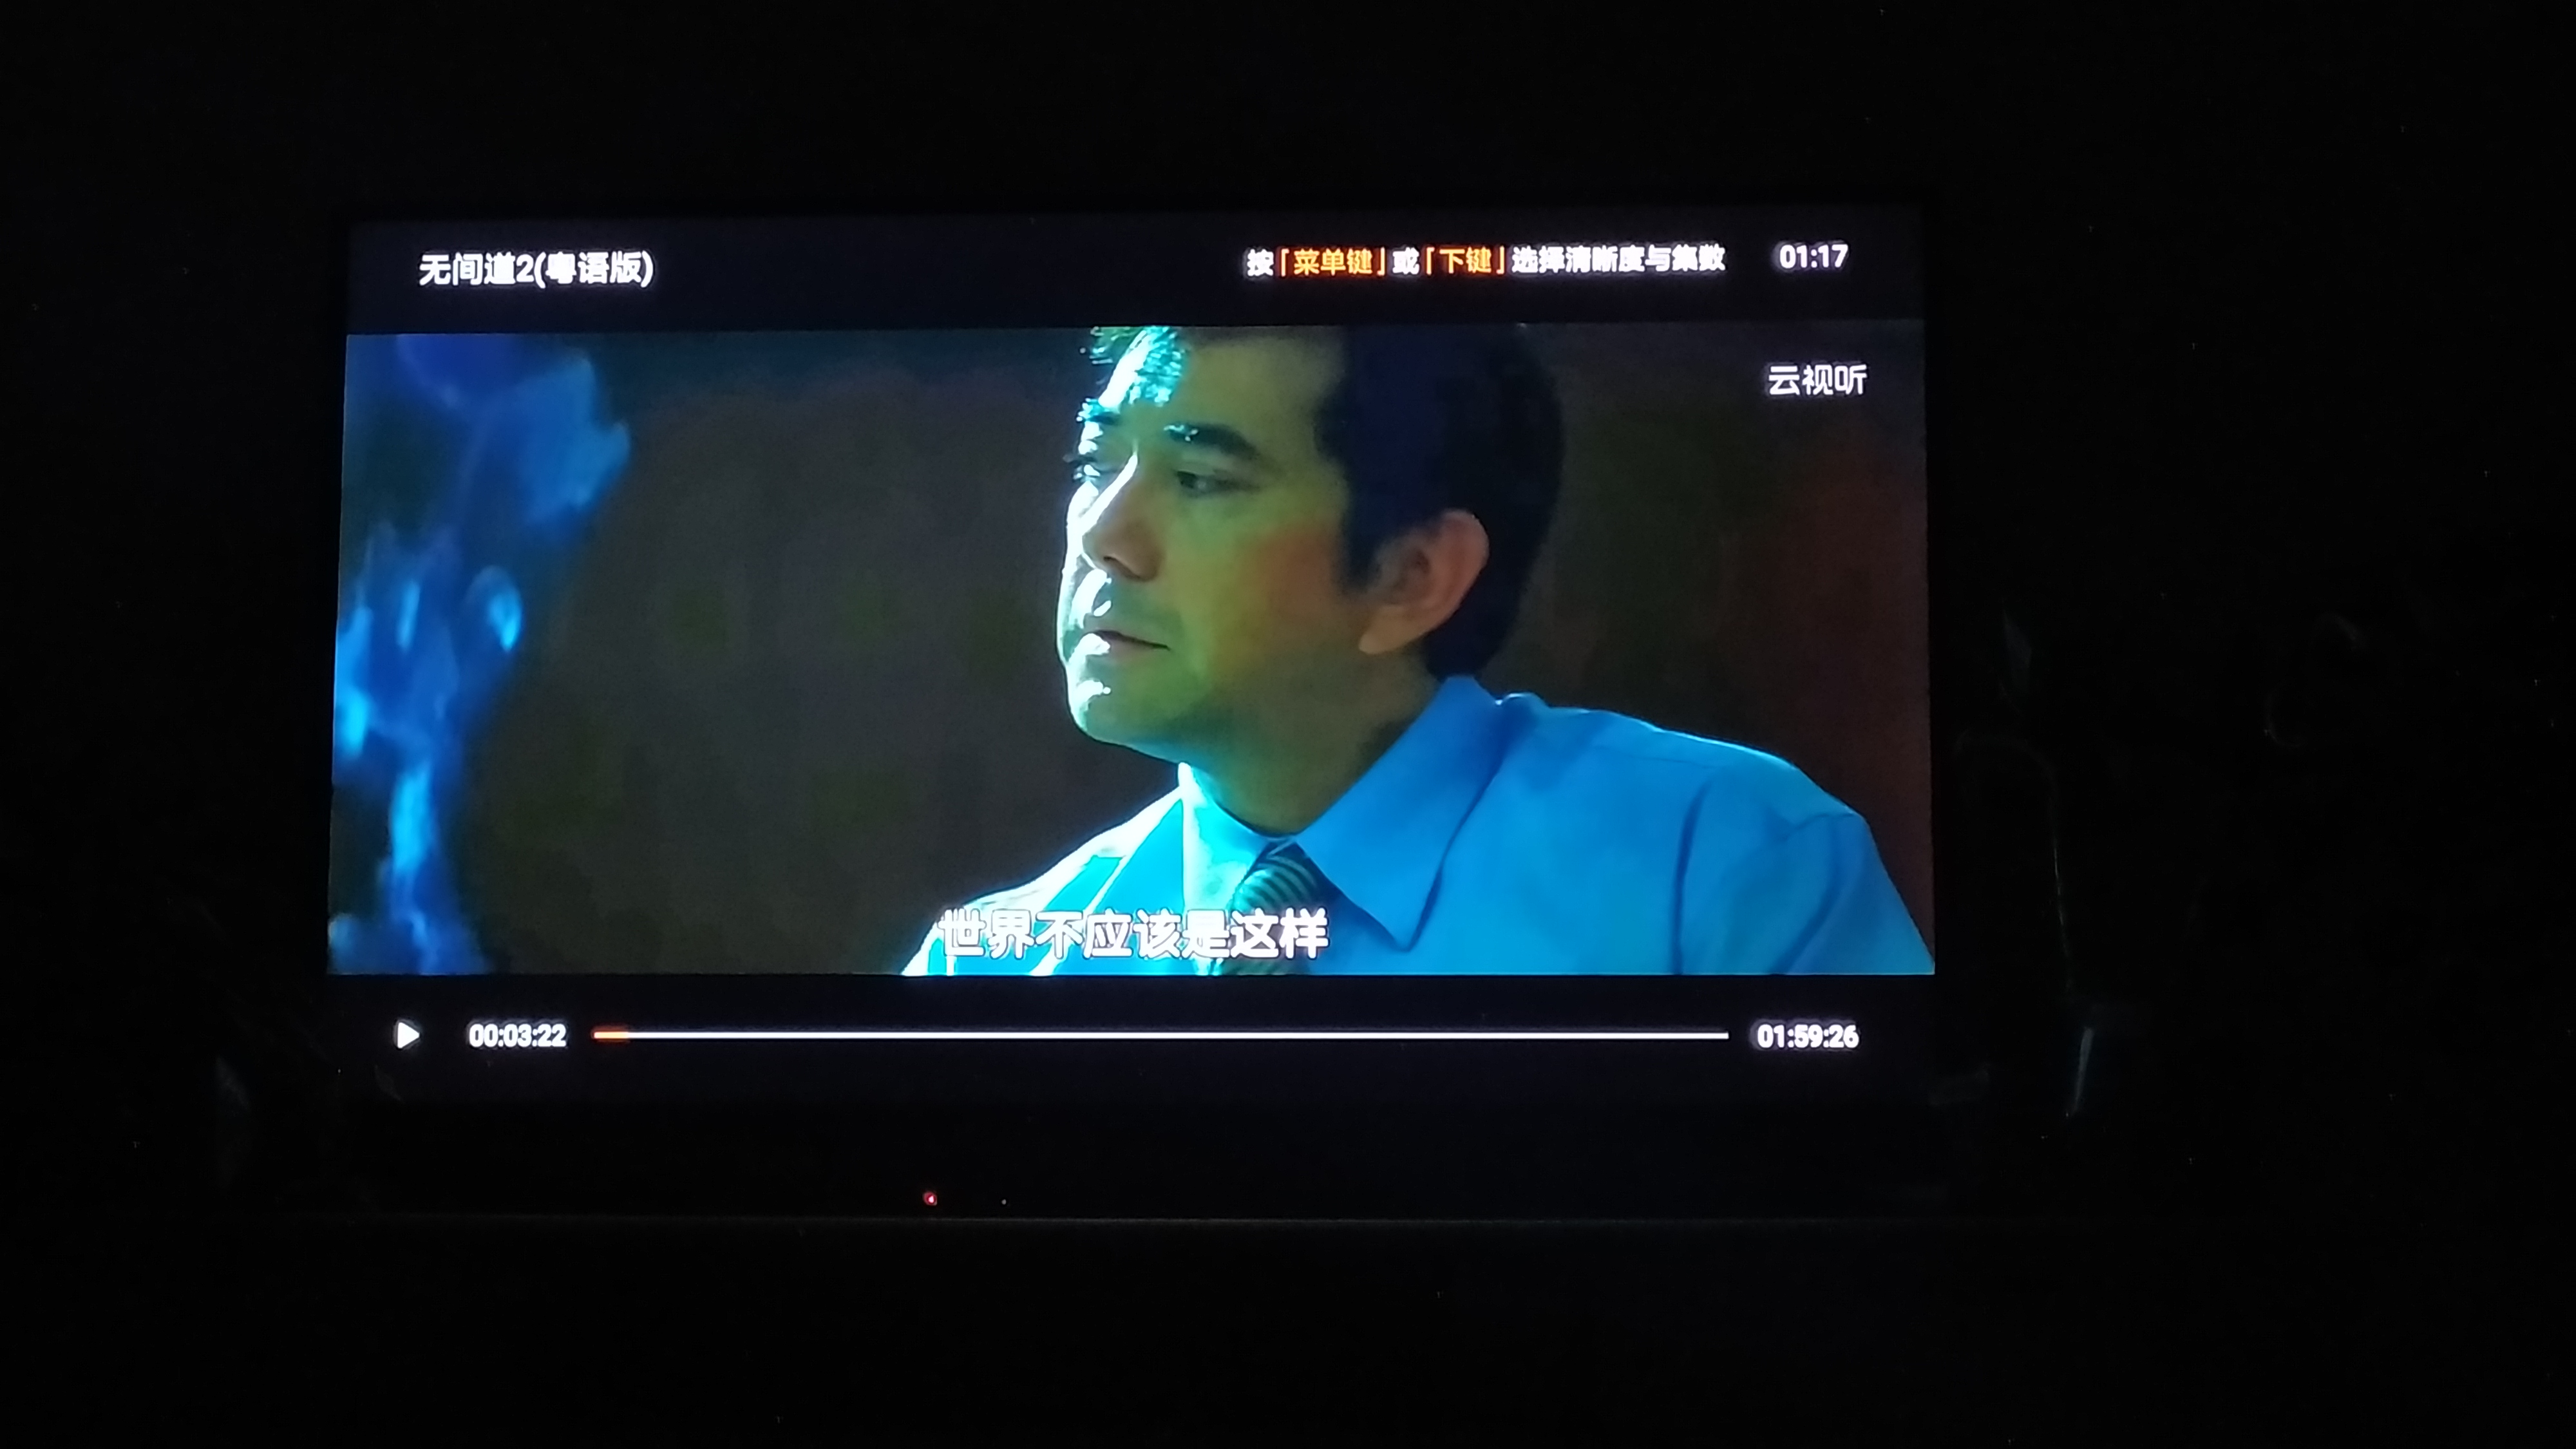 无间道2(粤语版)
按「菜单键」或「下键」选择清晰度与集数
01:17
云视听
世界不应该是这样
00:03:22
01:59:26